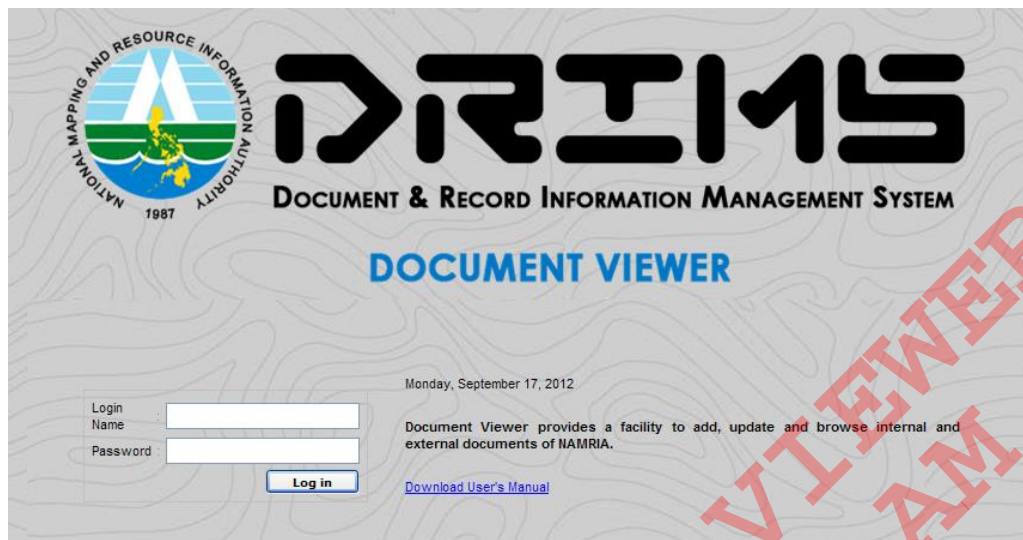 NATIONAL MAPPING AND RESOURCE INFORMATION AUTHORITY
1987
DRIMS
DOCUMENT & RECORD INFORMATION MANAGEMENT SYSTEM
DOCUMENT VIEWER
Monday, September 17, 2012
Login
Name :
Password :
Log in
Document Viewer provides a facility to add, update and browse internal and
external documents of NAMRIA.
Download User's Manual
VIEWER
AM